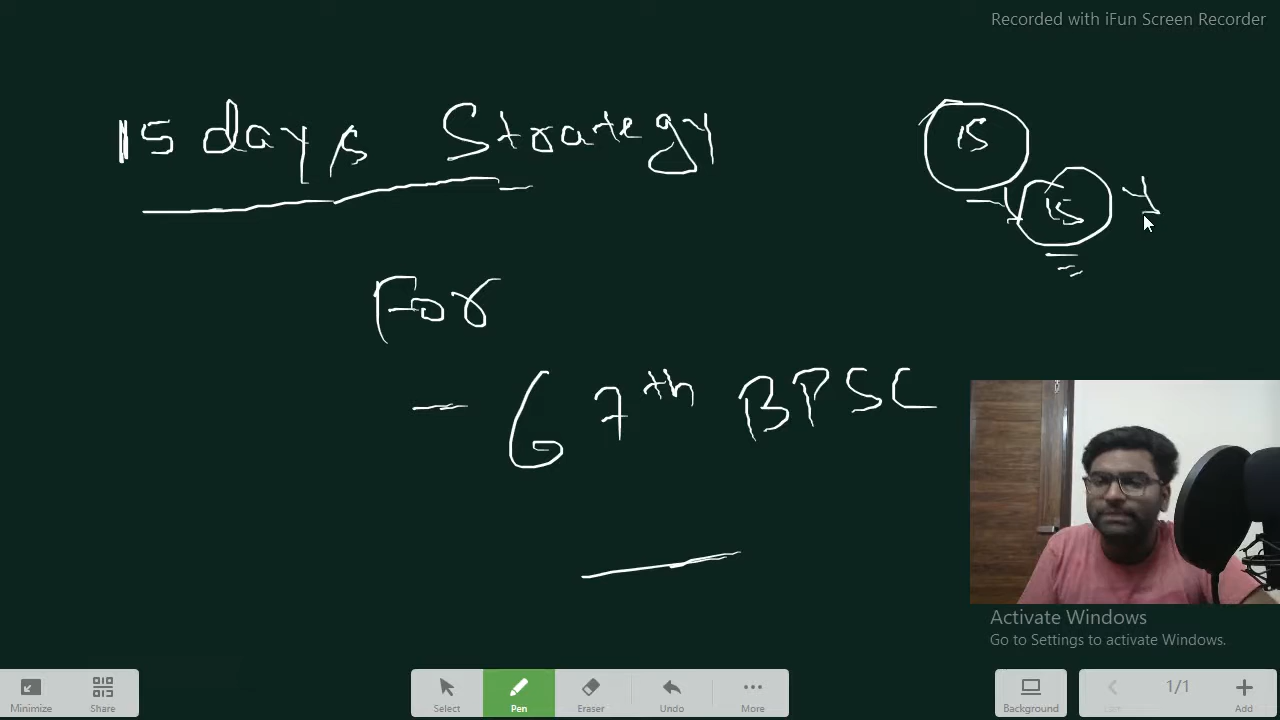 Recorded with iFun Screen Recorder
15 days Strategy
15
15
For
- 67th BPSC
Activate Windows
Go to Settings to activate Windows.
Minimize
Share
Select
Pen
Eraser
Undo
More
Background
1/1
Add